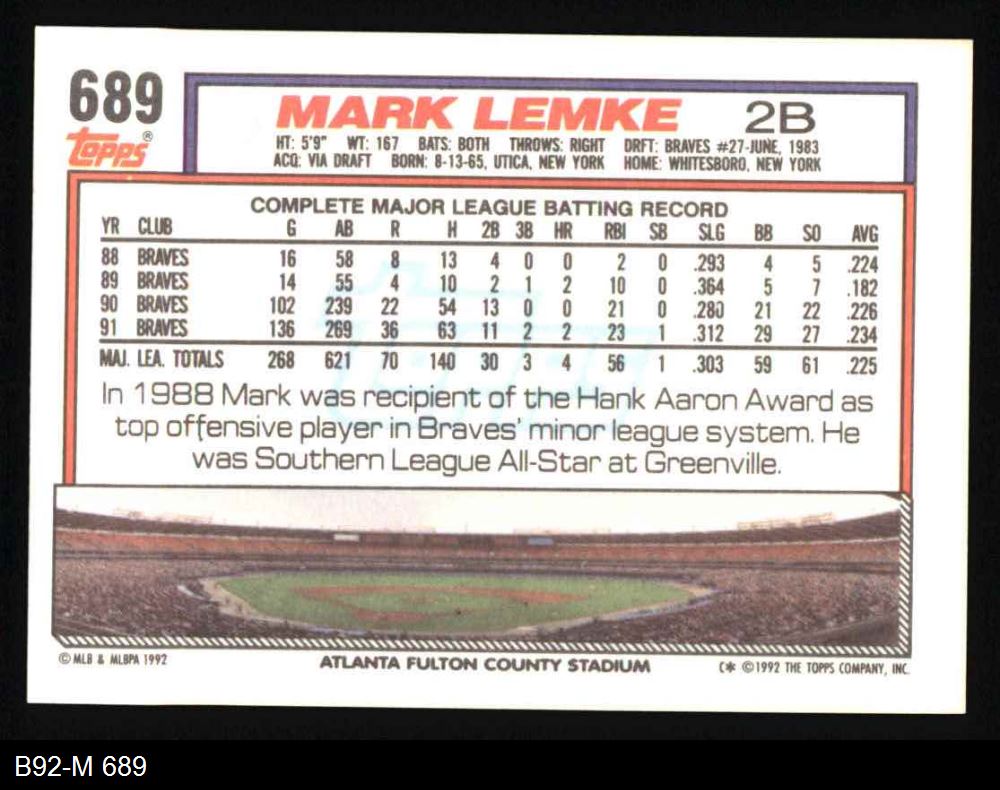 689
Topps®
MARK LEMKE 2B
HT: 5'9" WT: 167 BATS: BOTH THROWS: RIGHT DRFT: BRAVES #27-JUNE, 1983
ACQ: VIA DRAFT BORN: 8-13-65, UTICA, NEW YORK HOME: WHITESBORO, NEW YORK
COMPLETE MAJOR LEAGUE BATTING RECORD
YR CLUB G AB R H 2B 3B HR RBI SB SLG BB SO AVG
88 BRAVES 16 58 8 13 4 0 0 2 0 .293 4 5 .224
89 BRAVES 14 55 4 10 2 1 2 10 0 .364 5 7 .182
90 BRAVES 102 239 22 54 13 0 0 21 0 .280 21 22 .226
91 BRAVES 136 269 36 63 11 2 2 23 1 .312 29 27 .234
MAJ. LEA. TOTALS 268 621 70 140 30 3 4 56 1 .303 59 61 .225
In 1988 Mark was recipient of the Hank Aaron Award as
top offensive player in Braves' minor league system. He
was Southern League All-Star at Greenville.
© MLB & MLBPA 1992
ATLANTA FULTON COUNTY STADIUM
C* ©1992 THE TOPPS COMPANY, INC.
B92-M 689